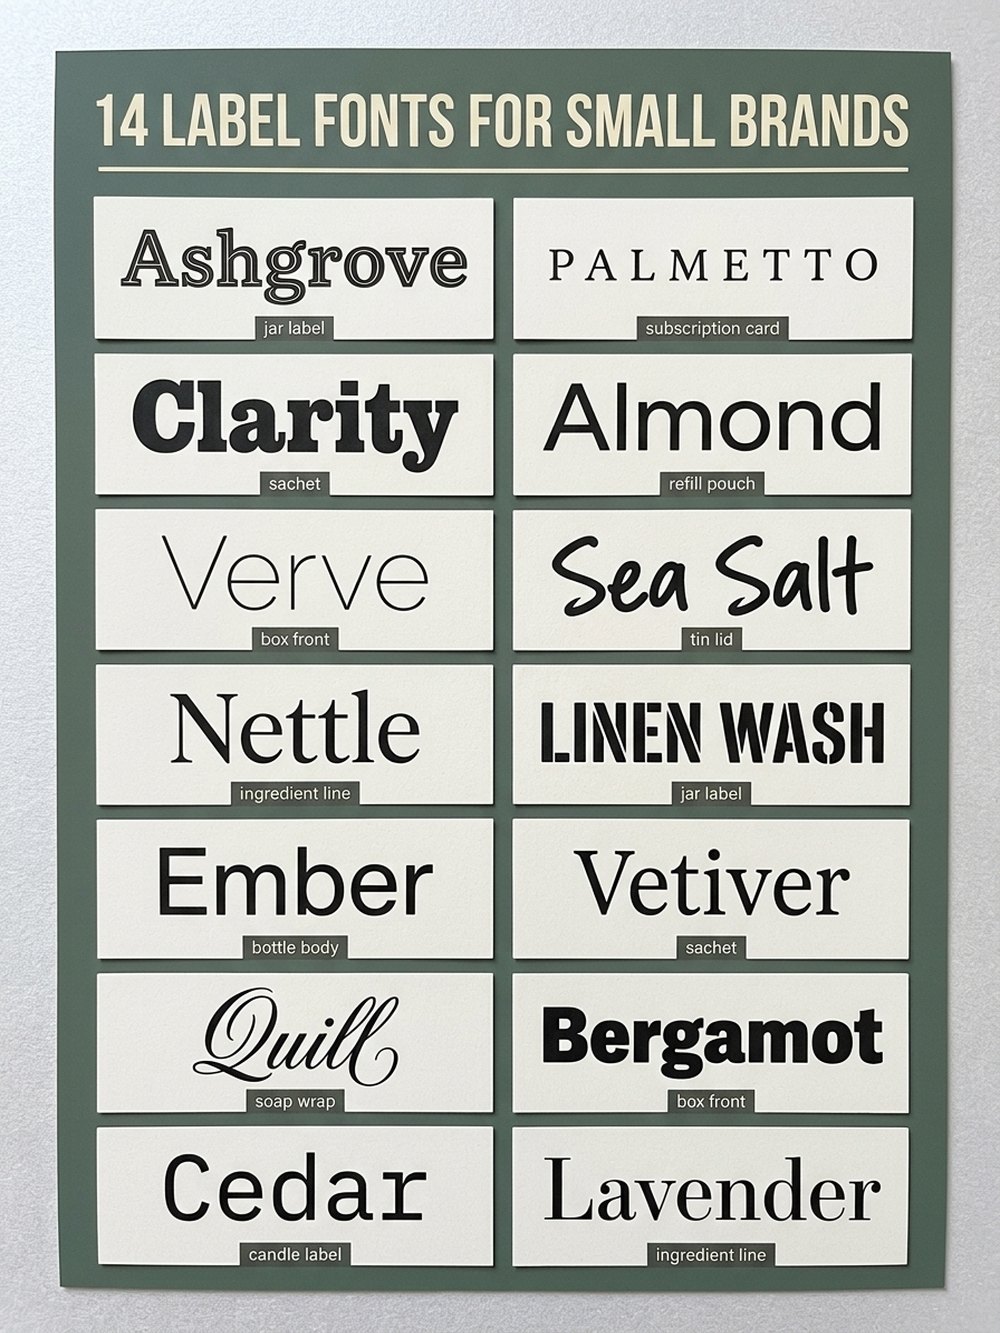 14 LABEL FONTS FOR SMALL BRANDS
Ashgrove
jar label
PALMETTO
subscription card
Clarity
sachet
Almond
refill pouch
Verve
box front
Sea Salt
tin lid
Nettle
ingredient line
LINEN WASH
jar label
Ember
bottle body
Vetiver
sachet
Quill
soap wrap
Bergamot
box front
Cedar
candle label
Lavender
ingredient line